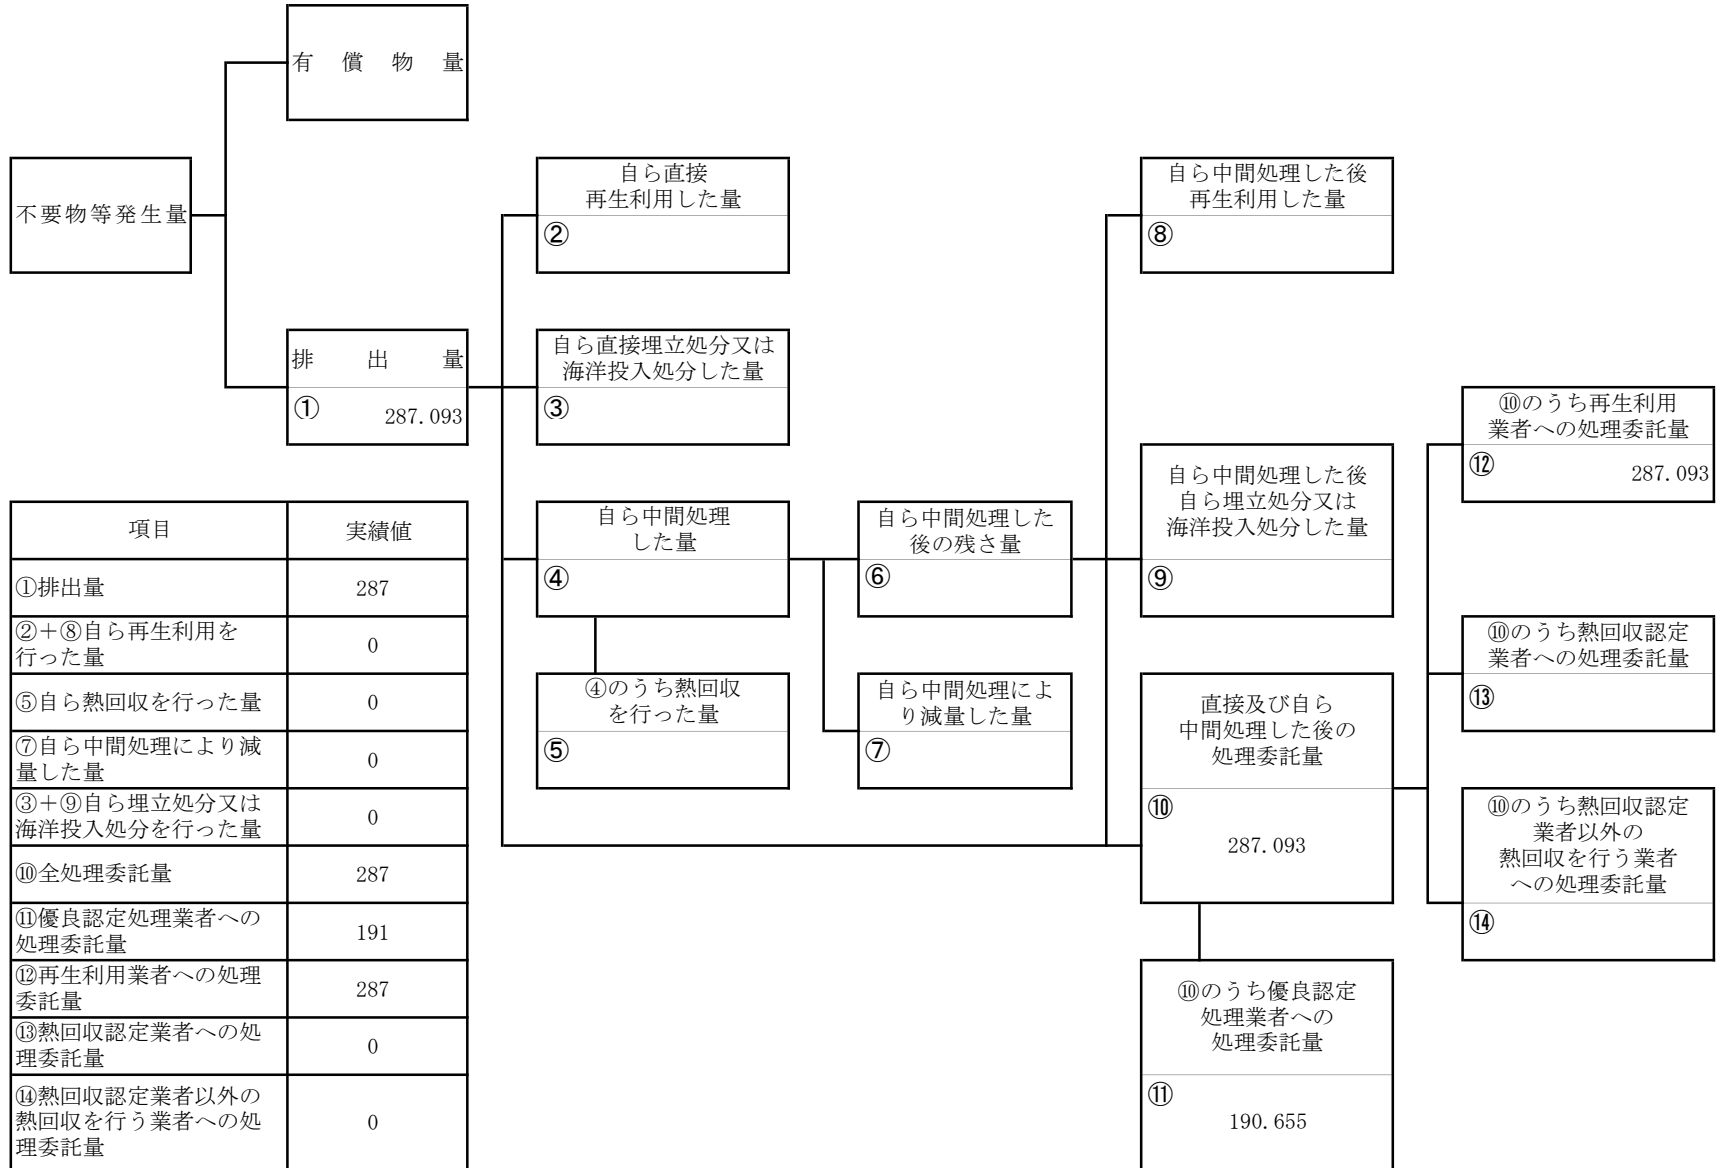 有償物量
不要物等発生量
排出量
① 287.093
自ら直接
再生利用した量
②
自ら直接埋立処分又は
海洋投入処分した量
③
自ら中間処理
した量
④
④のうち熱回収
を行った量
⑤
自ら中間処理した
後の残さ量
⑥
自ら中間処理によ
り減量した量
⑦
自ら中間処理した後
再生利用した量
⑧
自ら中間処理した後
自ら埋立処分又は
海洋投入処分した量
⑨
直接及び自ら
中間処理した後の
処理委託量
⑩
287.093
⑩のうち優良認定
処理業者への
処理委託量
⑪
190.655
⑩のうち再生利用
業者への処理委託量
⑫ 287.093
⑩のうち熱回収認定
業者への処理委託量
⑬
⑩のうち熱回収認定
業者以外の
熱回収を行う業者
への処理委託量
⑭
項目 実績値
①排出量 287
②＋⑧自ら再生利用を
行った量 0
⑤自ら熱回収を行った量 0
⑦自ら中間処理により減
量した量 0
③＋⑨自ら埋立処分又は
海洋投入処分を行った量 0
⑩全処理委託量 287
⑪優良認定処理業者への
処理委託量 191
⑫再生利用業者への処理
委託量 287
⑬熱回収認定業者への処
理委託量 0
⑭熱回収認定業者以外の
熱回収を行う業者への処
理委託量 0